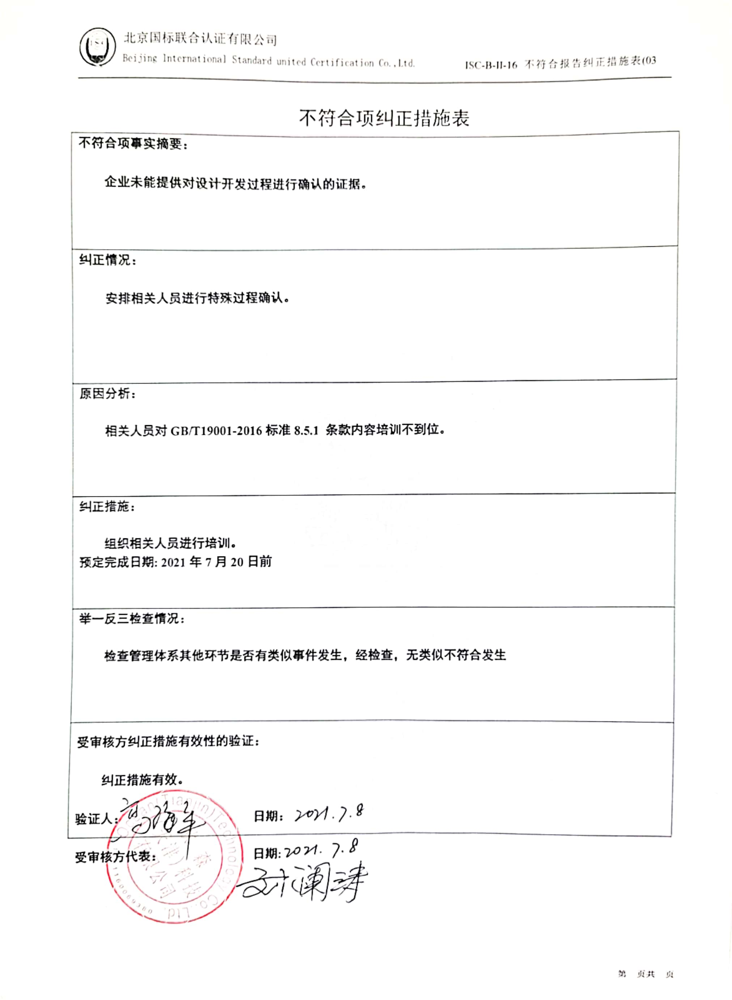 北京国标联合认证有限公司
Beijing International Standard united Certification Co.,Ltd.
ISC-B-II-16 不符合报告纠正措施表(03
不符合项纠正措施表
不符合项事实摘要：
企业未能提供对设计开发过程进行确认的证据。
纠正情况：
安排相关人员进行特殊过程确认。
原因分析：
相关人员对 GB/T19001-2016 标准 8.5.1 条款内容培训不到位。
纠正措施：
组织相关人员进行培训。
预定完成日期: 2021 年 7 月 20 日前
举一反三检查情况：
检查管理体系其他环节是否有类似事件发生，经检查，无类似不符合发生
受审核方纠正措施有效性的验证：
纠正措施有效。
验证人：
日期： 2021.7.8
受审核方代表：
日期: 2021.7.8
(Tianjin) Technology Co.,Ltd.
科技
有限公司
第 页共 页